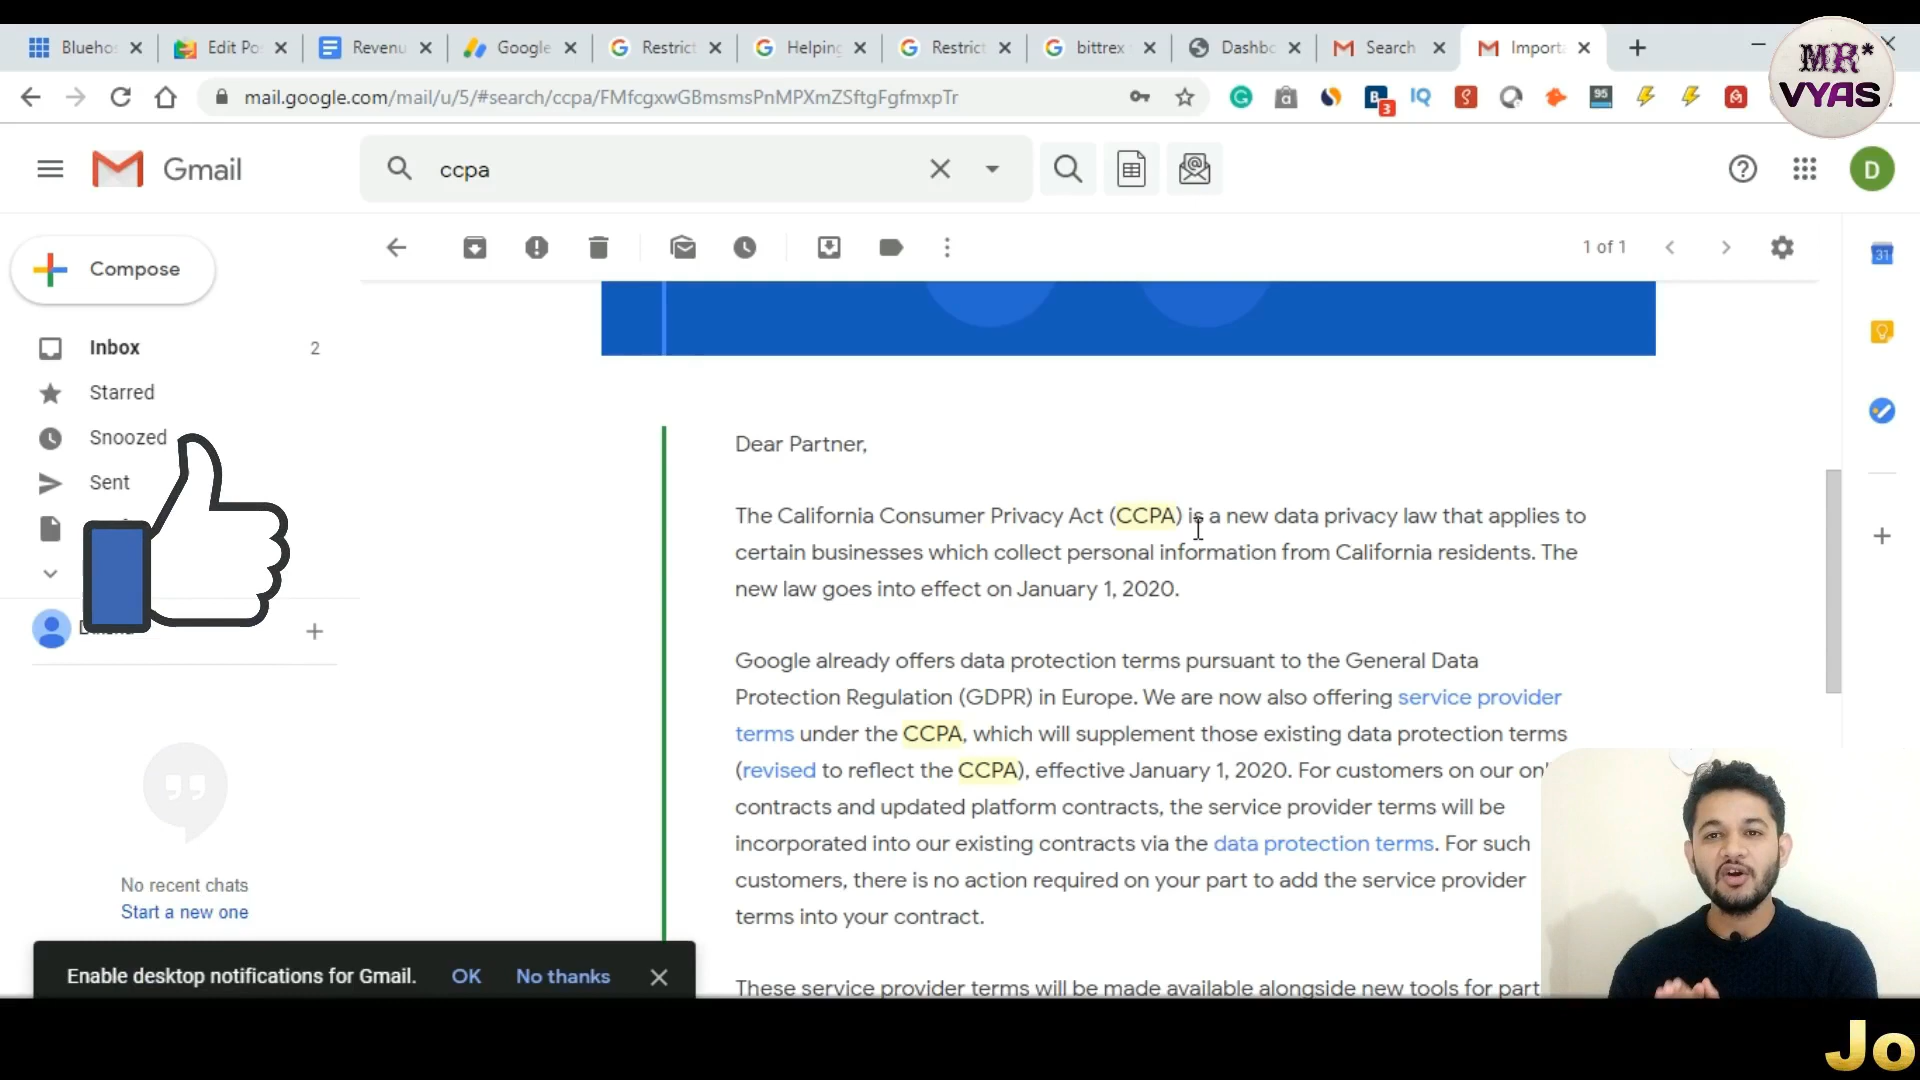 Blueho
Edit Po
Revenu
Google
Restrict
Helping
Restrict
bittrex
Dashbo
Search
Importa
MR*
VYAS
mail.google.com/mail/u/5/#search/ccpa/FMfcgxwGBmsmsPnMPXmZSftgFgfmxpTr
B
3
IQ
95
Gmail
ccpa
D
Compose
1 of 1
31
Inbox
2
Starred
Snoozed
Sent
Dear Partner,
The California Consumer Privacy Act (CCPA) is a new data privacy law that applies to
certain businesses which collect personal information from California residents. The
new law goes into effect on January 1, 2020.
Google already offers data protection terms pursuant to the General Data
Protection Regulation (GDPR) in Europe. We are now also offering service provider
terms under the CCPA, which will supplement those existing data protection terms
(revised to reflect the CCPA), effective January 1, 2020. For customers on our onl
contracts and updated platform contracts, the service provider terms will be
incorporated into our existing contracts via the data protection terms. For such
customers, there is no action required on your part to add the service provider
terms into your contract.
These service provider terms will be made available alongside new tools for part
No recent chats
Start a new one
Enable desktop notifications for Gmail.
OK
No thanks
Jo